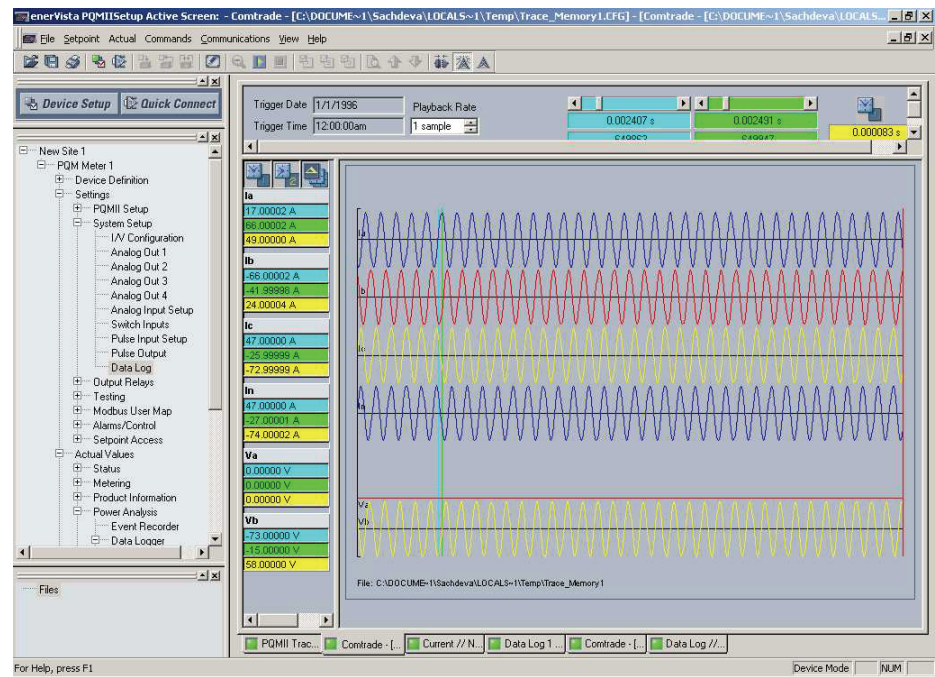 enerVista PQMIISetup Active Screen: - Comtrade - [C:\DOCUME~1\Sachdeva\LOCALS~1\Temp\Trace_Memory1.CFG] - [Comtrade - [C:\DOCUME~1\Sachdeva\LOCALS...
File Setpoint Actual Commands Communications View Help
Device Setup Quick Connect
New Site 1
PQM Meter 1
Device Definition
Settings
PQMII Setup
System Setup
I/V Configuration
Analog Out 1
Analog Out 2
Analog Out 3
Analog Out 4
Analog Input Setup
Switch Inputs
Pulse Input Setup
Pulse Output
Data Log
Output Relays
Testing
Modbus User Map
Alarms/Control
Setpoint Access
Actual Values
Status
Metering
Product Information
Power Analysis
Event Recorder
Data Logger
Files
Trigger Date 1/1/1996
Playback Rate
Trigger Time 12:00:00am
1 sample
0.002407 s
0.002491 s
0.000083 s
Ia
17.00002 A
66.00002 A
49.00000 A
Ib
-66.00002 A
-41.99998 A
24.00004 A
Ic
47.00000 A
-25.99999 A
-72.99999 A
In
47.00000 A
-27.00001 A
-74.00002 A
Va
0.00000 V
0.00000 V
0.00000 V
Vb
-73.00000 V
-15.00000 V
58.00000 V
Ia
Ib
Ic
In
Va
Vb
File: C:\DOCUME~1\Sachdeva\LOCALS~1\Temp\Trace_Memory1
PQMII Trac... Comtrade - [... Current // N... Data Log 1 ... Comtrade - [... Data Log //...
For Help, press F1
Device Mode NUM